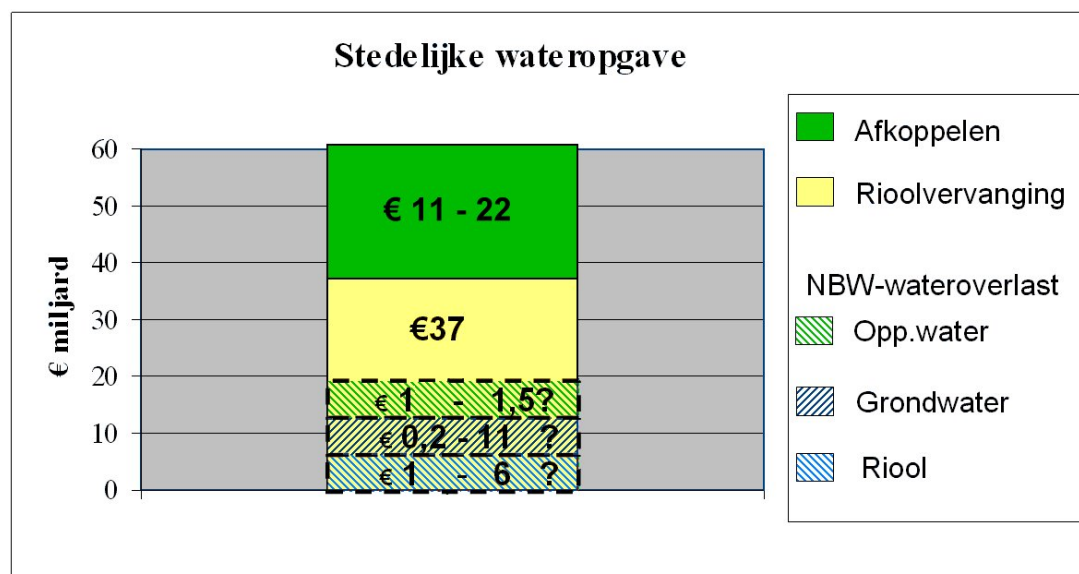 Stedelijke wateropgave
€ miljard
60
50
40
30
20
10
0
€ 11 - 22
€37
€ 1 - 1,5?
€ 0,2 - 11 ?
€ 1 - 6 ?
Afkoppelen
Rioolvervanging
NBW-wateroverlast
Opp.water
Grondwater
Riool